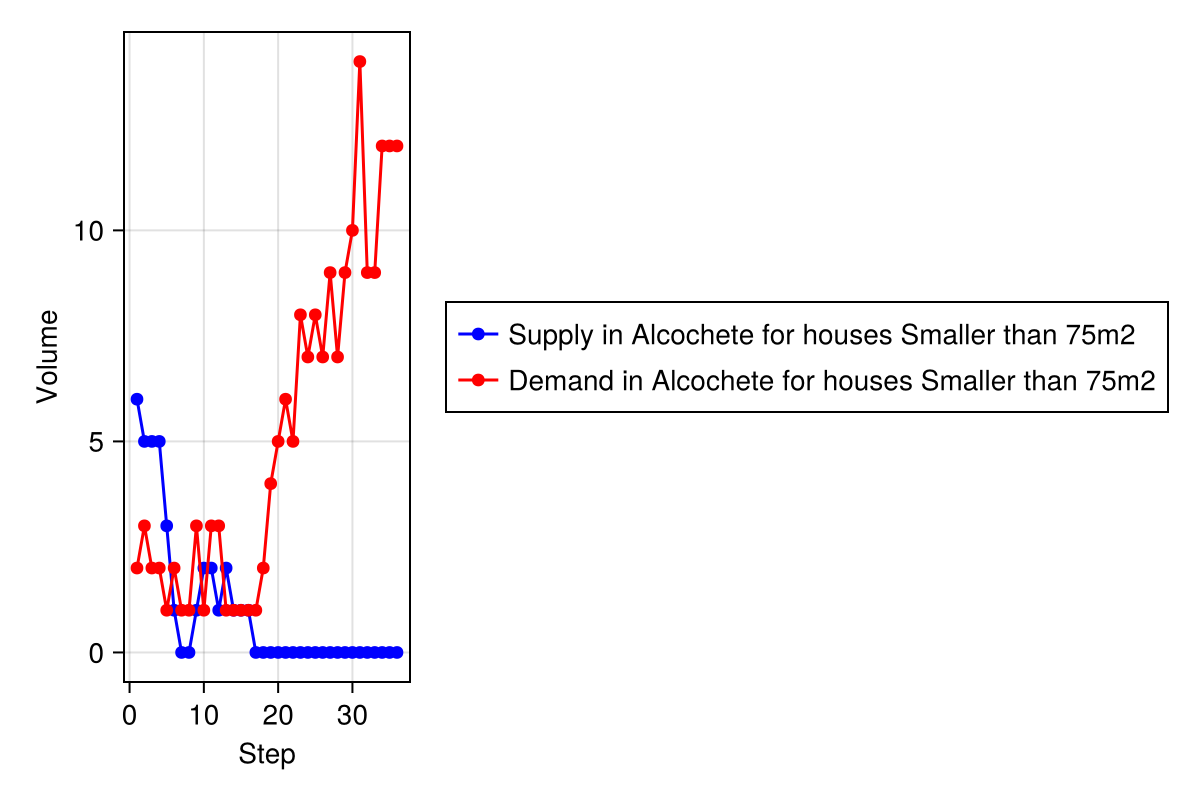 Volume
10
5
0
0 10 20 30
Step
Supply in Alcochete for houses Smaller than 75m2
Demand in Alcochete for houses Smaller than 75m2